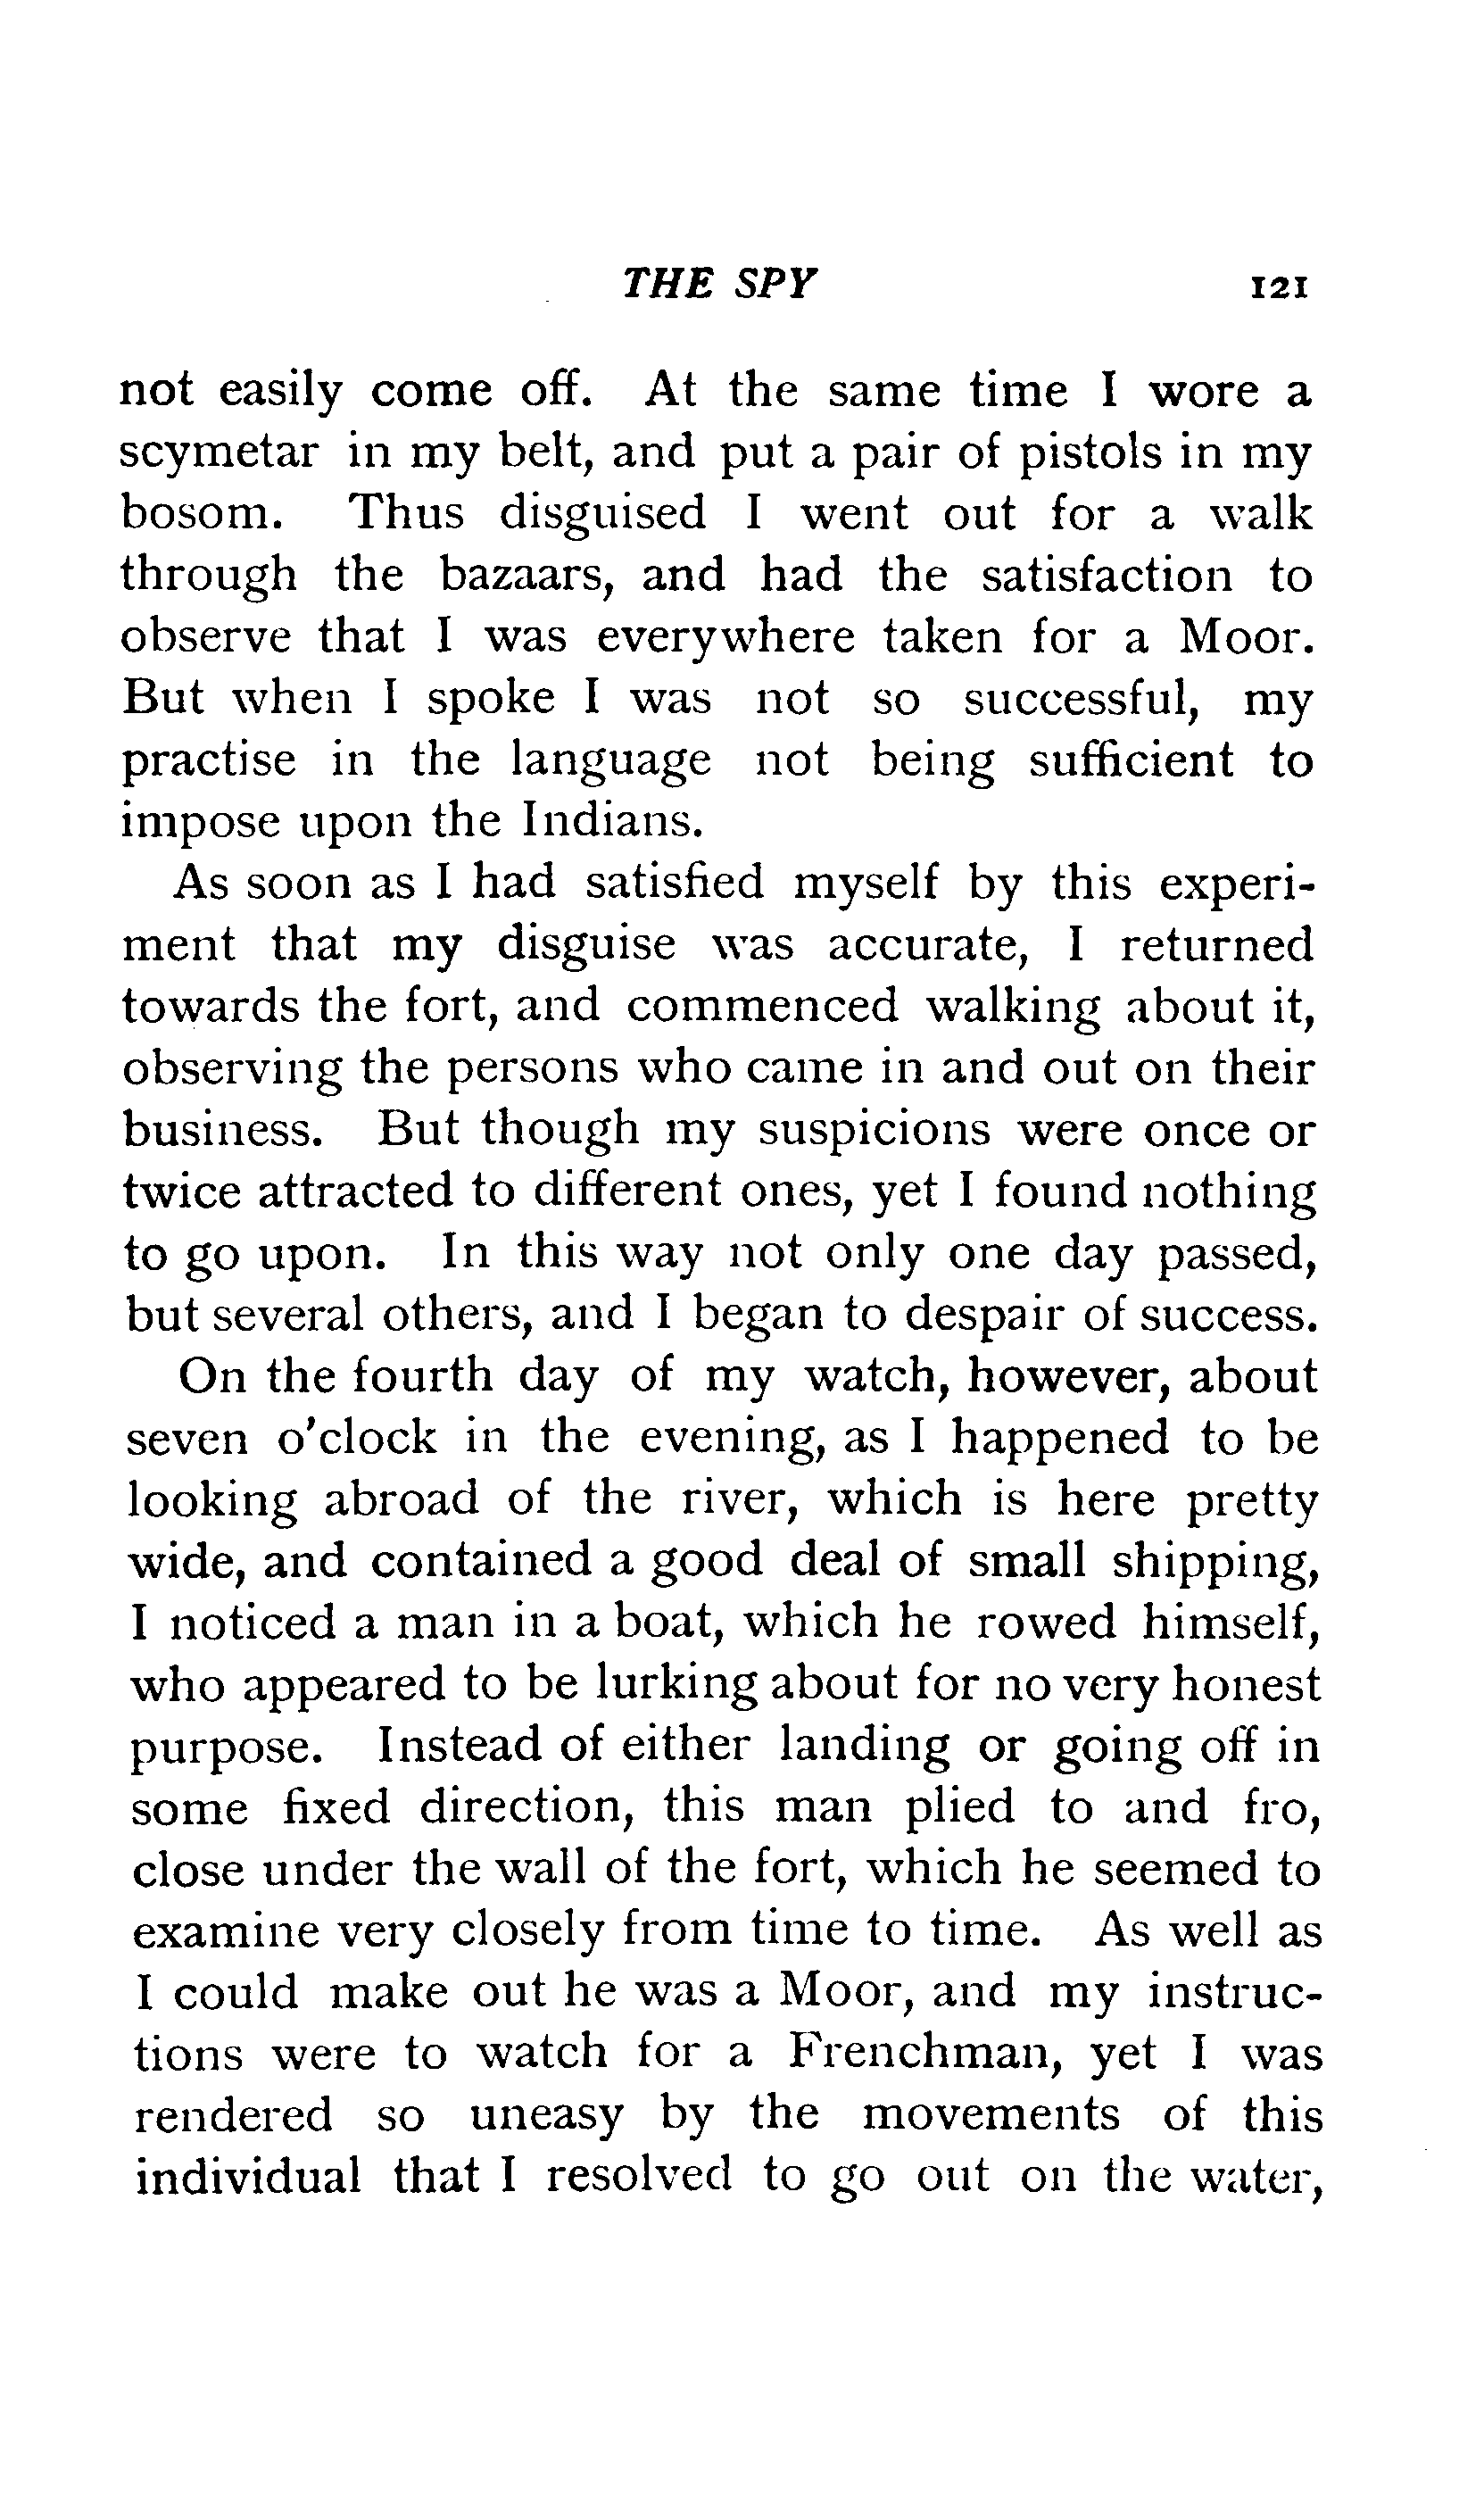 THE SPY 121
not easily come off. At the same time I wore a
scymetar in my belt, and put a pair of pistols in my
bosom. Thus disguised I went out for a walk
through the bazaars, and had the satisfaction to
observe that I was everywhere taken for a Moor.
But when I spoke I was not so successful, my
practise in the language not being sufficient to
impose upon the Indians.
As soon as I had satisfied myself by this experi-
ment that my disguise was accurate, I returned
towards the fort, and commenced walking about it,
observing the persons who came in and out on their
business. But though my suspicions were once or
twice attracted to different ones, yet I found nothing
to go upon. In this way not only one day passed,
but several others, and I began to despair of success.
On the fourth day of my watch, however, about
seven o'clock in the evening, as I happened to be
looking abroad of the river, which is here pretty
wide, and contained a good deal of small shipping,
I noticed a man in a boat, which he rowed himself,
who appeared to be lurking about for no very honest
purpose. Instead of either landing or going off in
some fixed direction, this man plied to and fro,
close under the wall of the fort, which he seemed to
examine very closely from time to time. As well as
I could make out he was a Moor, and my instruc-
tions were to watch for a Frenchman, yet I was
rendered so uneasy by the movements of this
individual that I resolved to go out on the water,